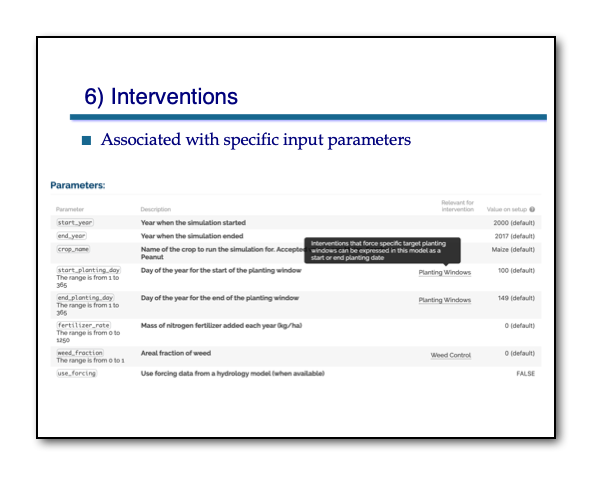 6) Interventions
Associated with specific input parameters
Parameters:
Relevant for
Parameter Description intervention Value on setup
start_year Year when the simulation started 2000 (default)
end_year Year when the simulation ended 2017 (default)
Interventions that force specific target planting
windows can be expressed in this model as a
start or end planting date
crop_name Name of the crop to run the simulation for. Accepte Maize (default)
Peanut
start_planting_day Day of the year for the start of the planting window Planting Windows 100 (default)
The range is from 1 to
365
end_planting_day Day of the year for the end of the planting window Planting Windows 149 (default)
The range is from 1 to
365
fertilizer_rate Mass of nitrogen fertilizer added each year (kg/ha) 0 (default)
The range is from 0 to
1250
weed_fraction Areal fraction of weed Weed Control 0 (default)
The range is from 0 to 1
use_forcing Use forcing data from a hydrology model (when available) FALSE